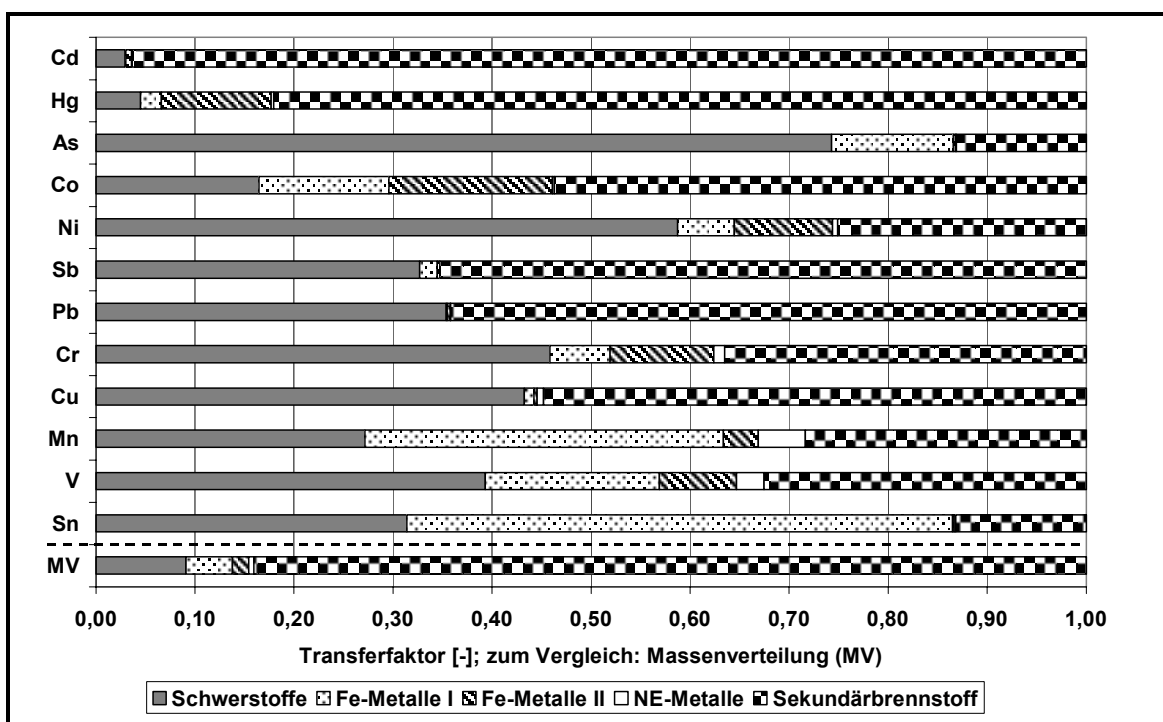 Cd
Hg
As
Co
Ni
Sb
Pb
Cr
Cu
Mn
V
Sn
MV
0,00 0,10 0,20 0,30 0,40 0,50 0,60 0,70 0,80 0,90 1,00
Transferfaktor [-]; zum Vergleich: Massenverteilung (MV)
Schwerstoffe Fe-Metalle I Fe-Metalle II NE-Metalle Sekundärbrennstoff